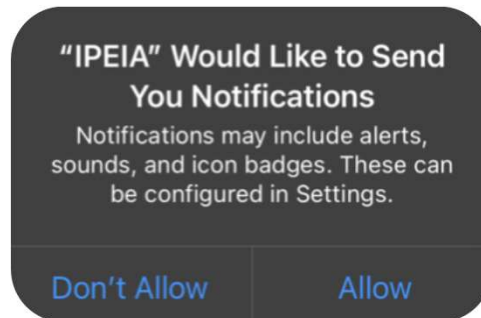 “IPEIA” Would Like to Send
You Notifications
Notifications may include alerts,
sounds, and icon badges. These can
be configured in Settings.
Don’t Allow
Allow